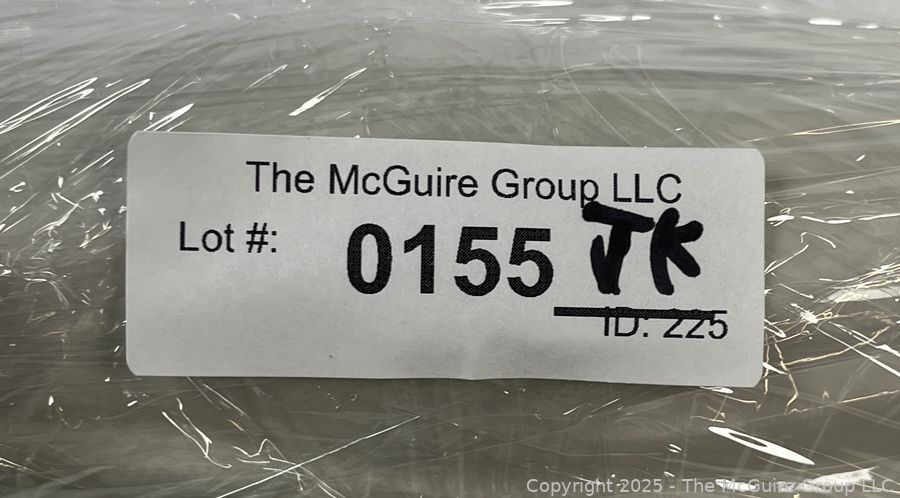 The McGuire Group LLC
Lot #: 0155 JK
ID: 225
Copyright 2025 - The McGuire Group LLC